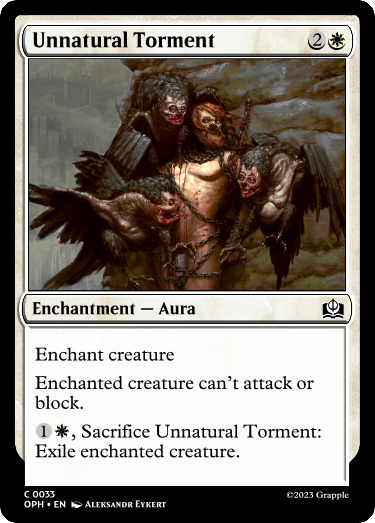 Unnatural Torment 2
Enchantment — Aura
Enchant creature
Enchanted creature can't attack or
block.
1, Sacrifice Unnatural Torment:
Exile enchanted creature.
C 0033
OPH • EN Aleksandr Eykert
©2023 Grapple